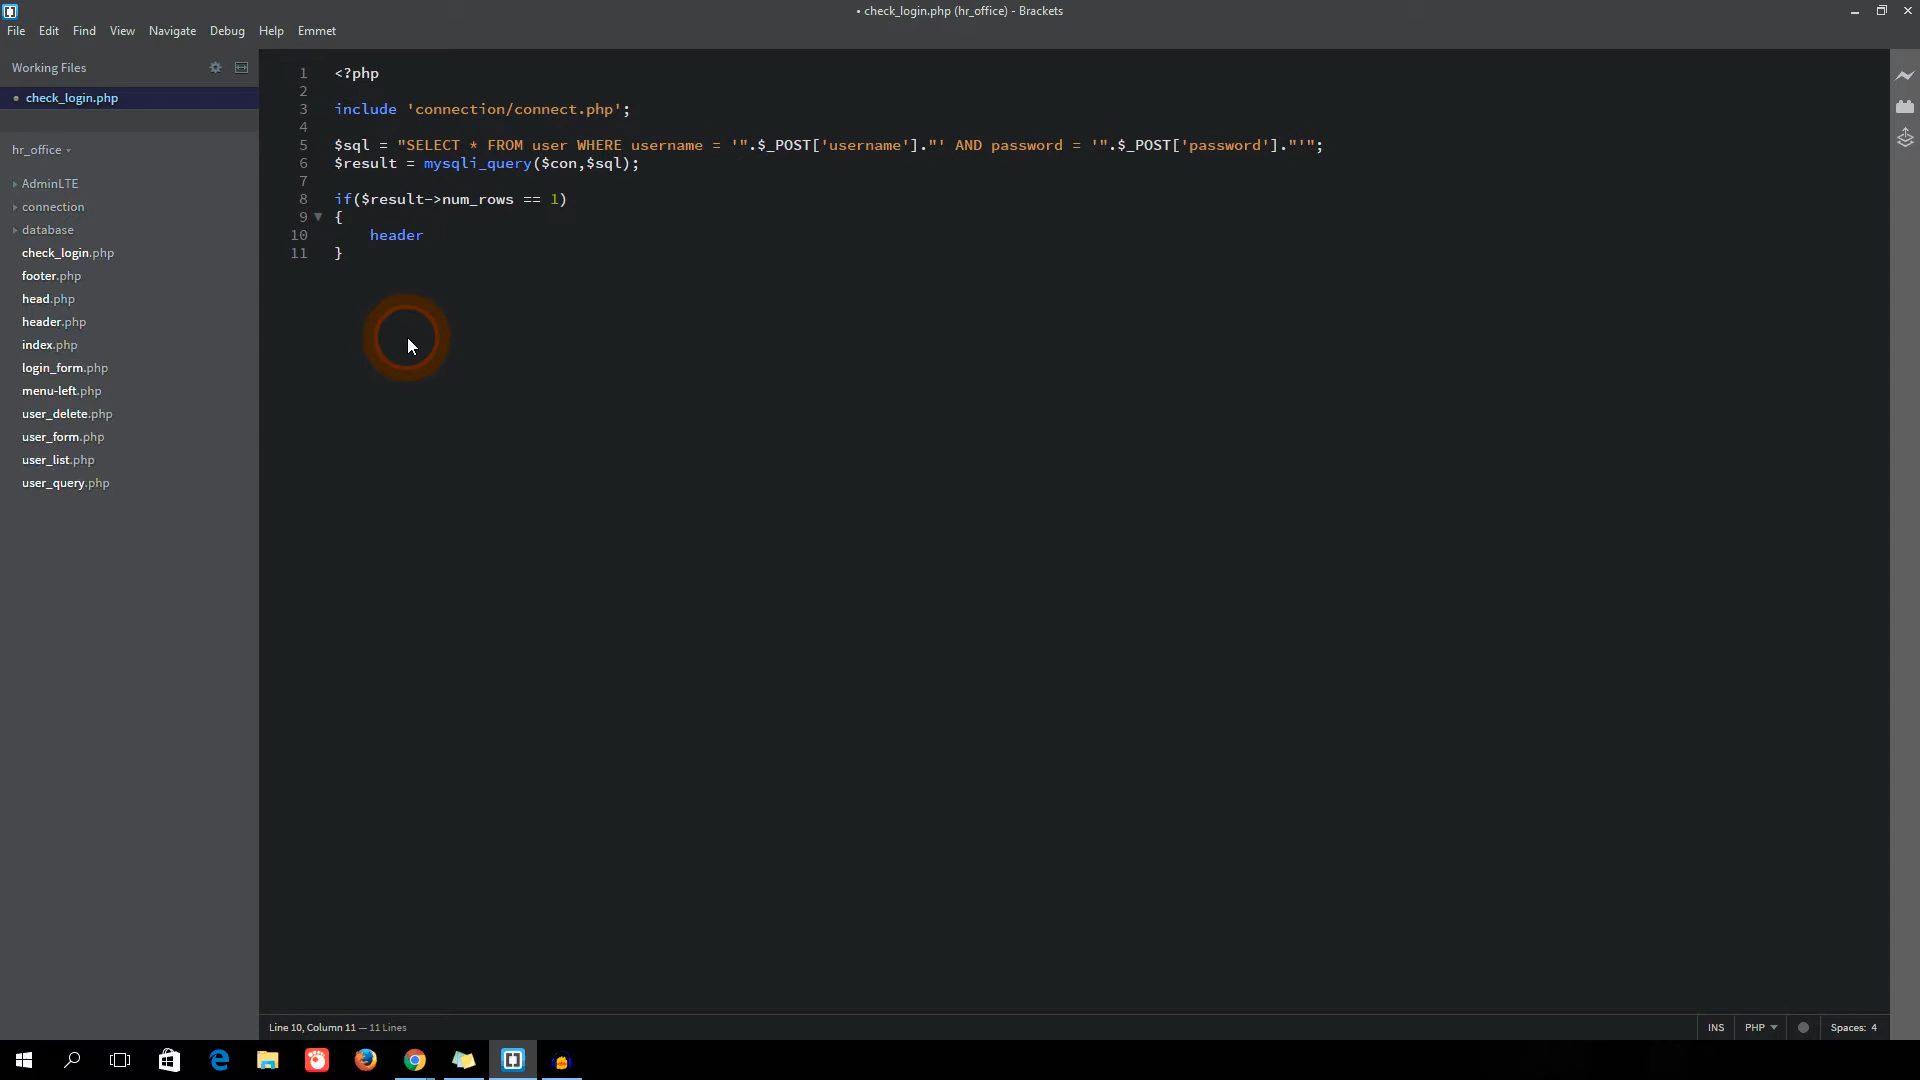 • check_login.php (hr_office) - Brackets
File Edit Find View Navigate Debug Help Emmet
Working Files
check_login.php
hr_office
AdminLTE
connection
database
check_login.php
footer.php
head.php
header.php
index.php
login_form.php
menu-left.php
user_delete.php
user_form.php
user_list.php
user_query.php
1 <?php
2
3 include 'connection/connect.php';
4
5 $sql = "SELECT * FROM user WHERE username = '".$_POST['username']."' AND password = '".$_POST['password']."'";
6 $result = mysqli_query($con,$sql);
7
8 if($result->num_rows == 1)
9 {
10 header
11 }
Line 10, Column 11 — 11 Lines
INS PHP Spaces: 4